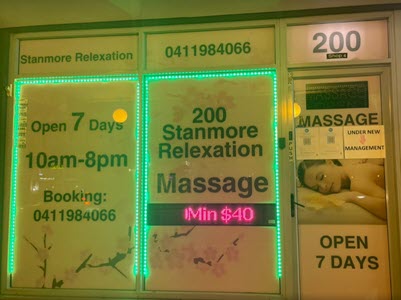 Stanmore Relexation
0411984066
200
Open 7 Days
10am-8pm
Booking:
0411984066
200
Stanmore
Relexation
Massage
Min $40
MASSAGE
UNDER NEW
MANAGEMENT
OPEN
7 DAYS